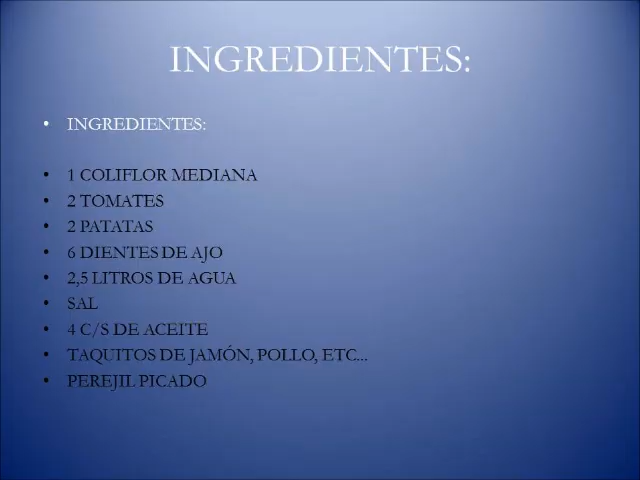 INGREDIENTES:
• INGREDIENTES:
• 1 COLIFLOR MEDIANA
• 2 TOMATES
• 2 PATATAS
• 6 DIENTES DE AJO
• 2,5 LITROS DE AGUA
• SAL
• 4 C/S DE ACEITE
• TAQUITOS DE JAMÓN, POLLO, ETC...
• PEREJIL PICADO